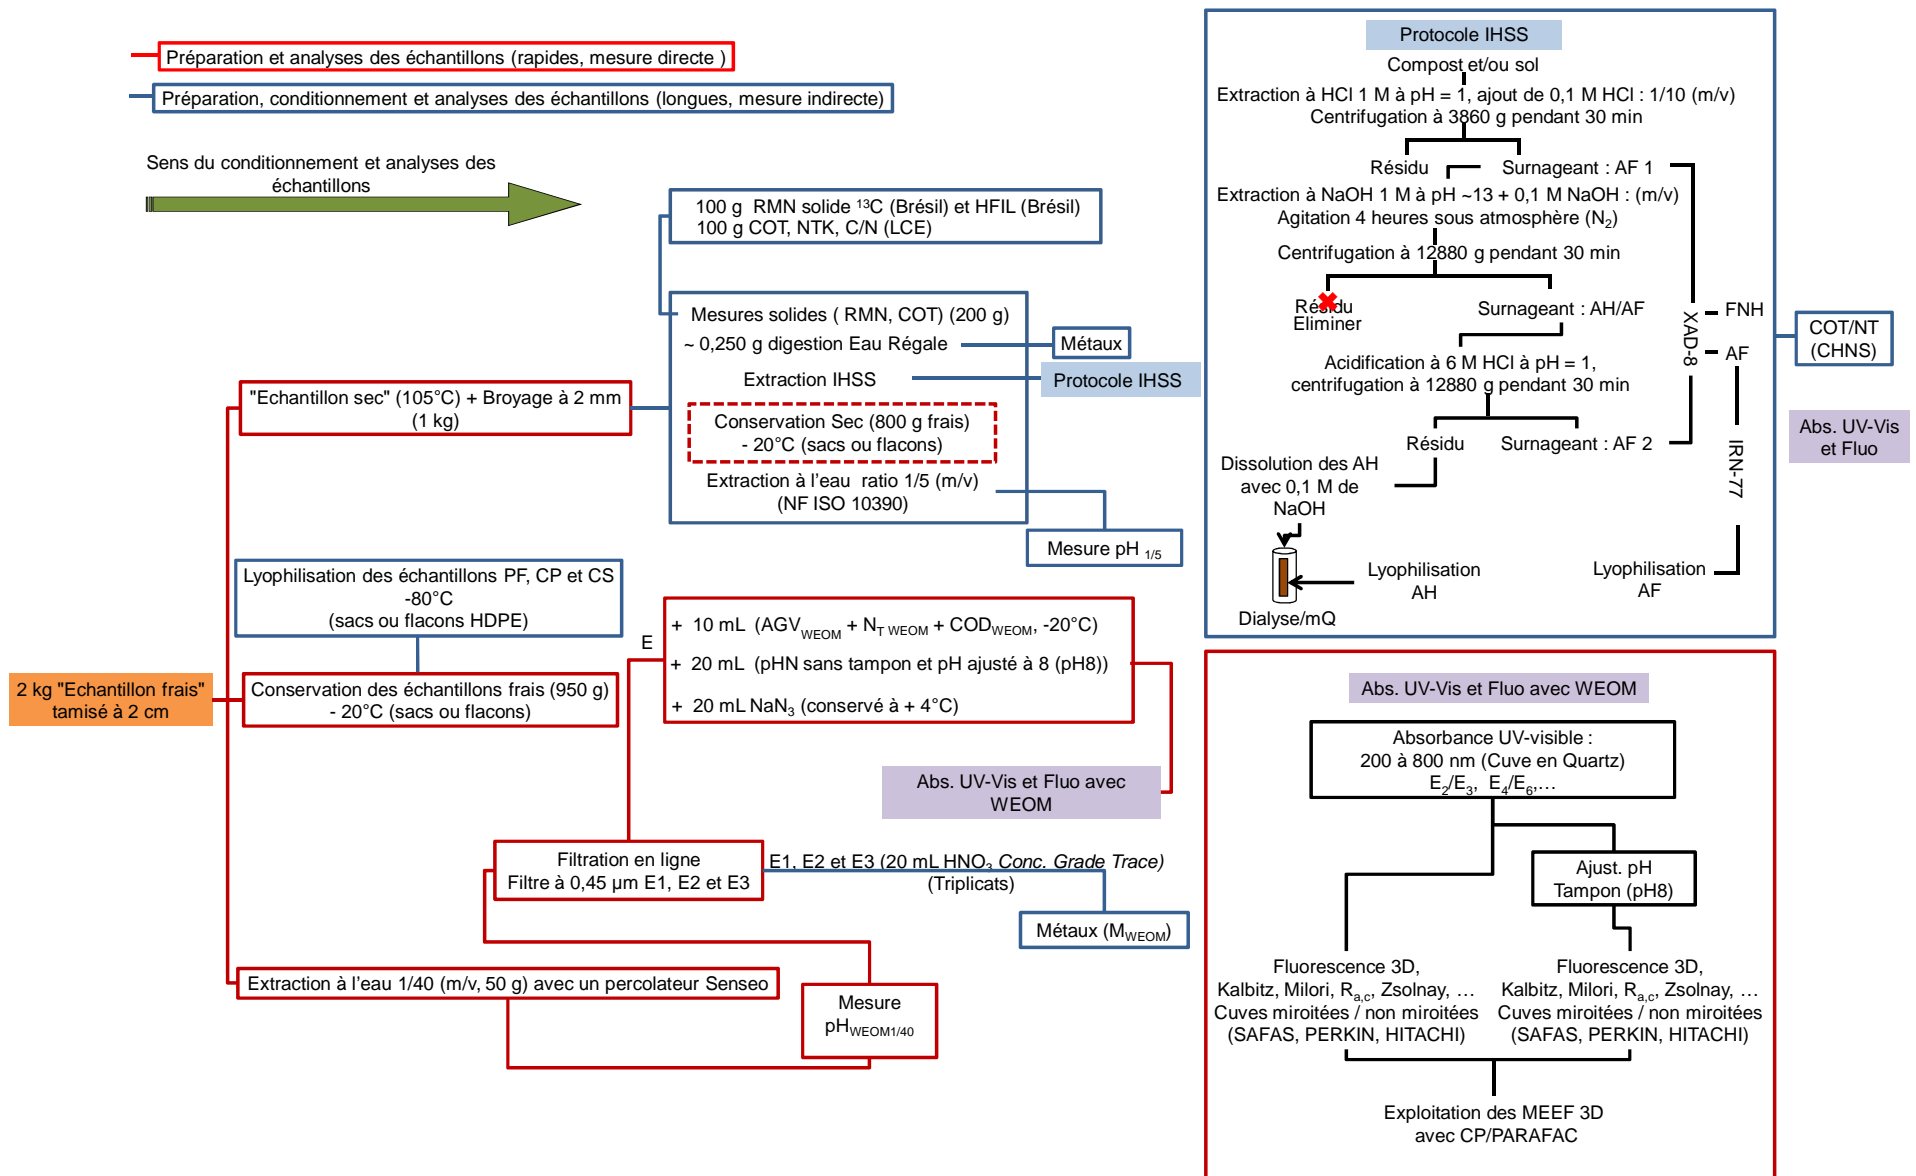 Préparation et analyses des échantillons (rapides, mesure directe )
Préparation, conditionnement et analyses des échantillons (longues, mesure indirecte)
Sens du conditionnement et analyses des
échantillons
100 g RMN solide ¹³C (Brésil) et HFIL (Brésil)
100 g COT, NTK, C/N (LCE)
Mesures solides ( RMN, COT) (200 g)
~ 0,250 g digestion Eau Régale
Métaux
Extraction IHSS
Protocole IHSS
Conservation Sec (800 g frais)
- 20°C (sacs ou flacons)
Extraction à l'eau ratio 1/5 (m/v)
(NF ISO 10390)
Mesure pH 1/5
"Echantillon sec" (105°C) + Broyage à 2 mm
(1 kg)
Lyophilisation des échantillons PF, CP et CS
-80°C
(sacs ou flacons HDPE)
2 kg "Echantillon frais"
tamisé à 2 cm
Conservation des échantillons frais (950 g)
- 20°C (sacs ou flacons)
E
+ 10 mL (AGV WEOM + N T WEOM + COD WEOM, -20°C)
+ 20 mL (pHN sans tampon et pH ajusté à 8 (pH8))
+ 20 mL NaN₃ (conservé à + 4°C)
Abs. UV-Vis et Fluo avec
WEOM
Filtration en ligne
Filtre à 0,45 µm E1, E2 et E3
E1, E2 et E3 (20 mL HNO₃ Conc. Grade Trace)
(Triplicats)
Métaux (M WEOM)
Extraction à l'eau 1/40 (m/v, 50 g) avec un percolateur Senseo
Mesure
pH WEOM1/40
Protocole IHSS
Compost et/ou sol
Extraction à HCl 1 M à pH = 1, ajout de 0,1 M HCl : 1/10 (m/v)
Centrifugation à 3860 g pendant 30 min
Résidu
Surnageant : AF 1
Extraction à NaOH 1 M à pH ~13 + 0,1 M NaOH : (m/v)
Agitation 4 heures sous atmosphère (N₂)
Centrifugation à 12880 g pendant 30 min
Résidu
Eliminer
Surnageant : AH/AF
Acidification à 6 M HCl à pH = 1,
centrifugation à 12880 g pendant 30 min
Résidu
Surnageant : AF 2
Dissolution des AH
avec 0,1 M de
NaOH
Dialyse/mQ
Lyophilisation
AH
Lyophilisation
AF
XAD-8
FNH
AF
IRN-77
COT/NT
(CHNS)
Abs. UV-Vis
et Fluo
Abs. UV-Vis et Fluo avec WEOM
Absorbance UV-visible :
200 à 800 nm (Cuve en Quartz)
E₂/E₃, E₄/E₆,...
Ajust. pH
Tampon (pH8)
Fluorescence 3D,
Kalbitz, Milori, R a,c, Zsolnay, ...
Cuves miroitées / non miroitées
(SAFAS, PERKIN, HITACHI)
Fluorescence 3D,
Kalbitz, Milori, R a,c, Zsolnay, ...
Cuves miroitées / non miroitées
(SAFAS, PERKIN, HITACHI)
Exploitation des MEEF 3D
avec CP/PARAFAC